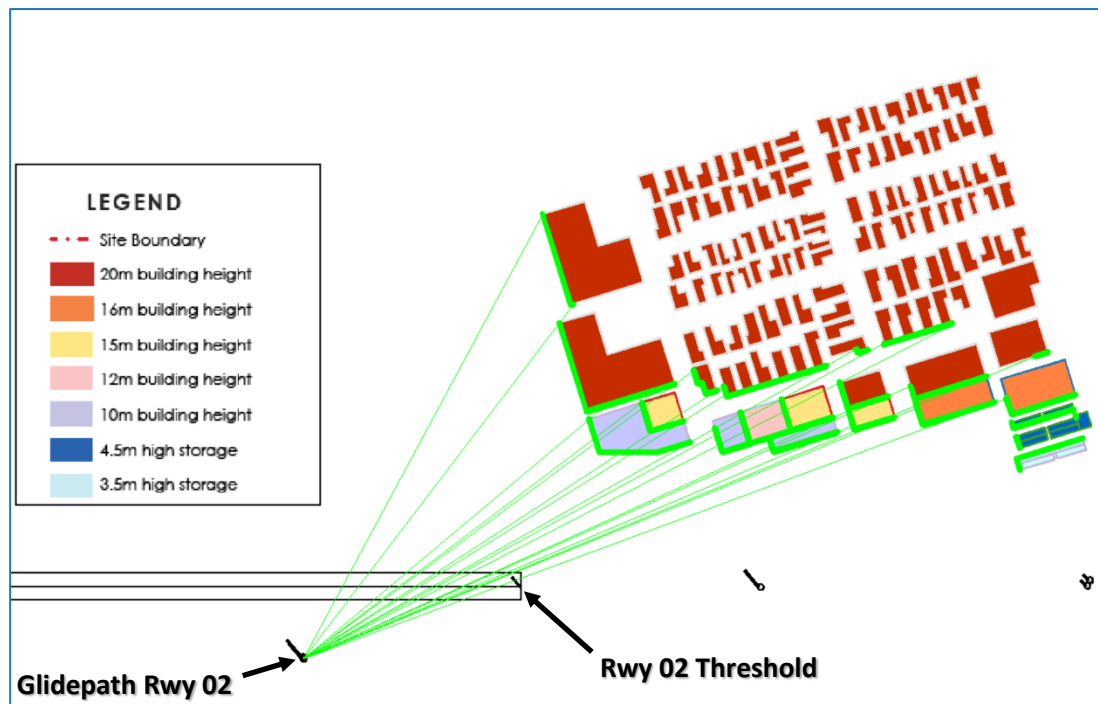 LEGEND
Site Boundary
20m building height
16m building height
15m building height
12m building height
10m building height
4.5m high storage
3.5m high storage
Glidepath Rwy 02
Rwy 02 Threshold